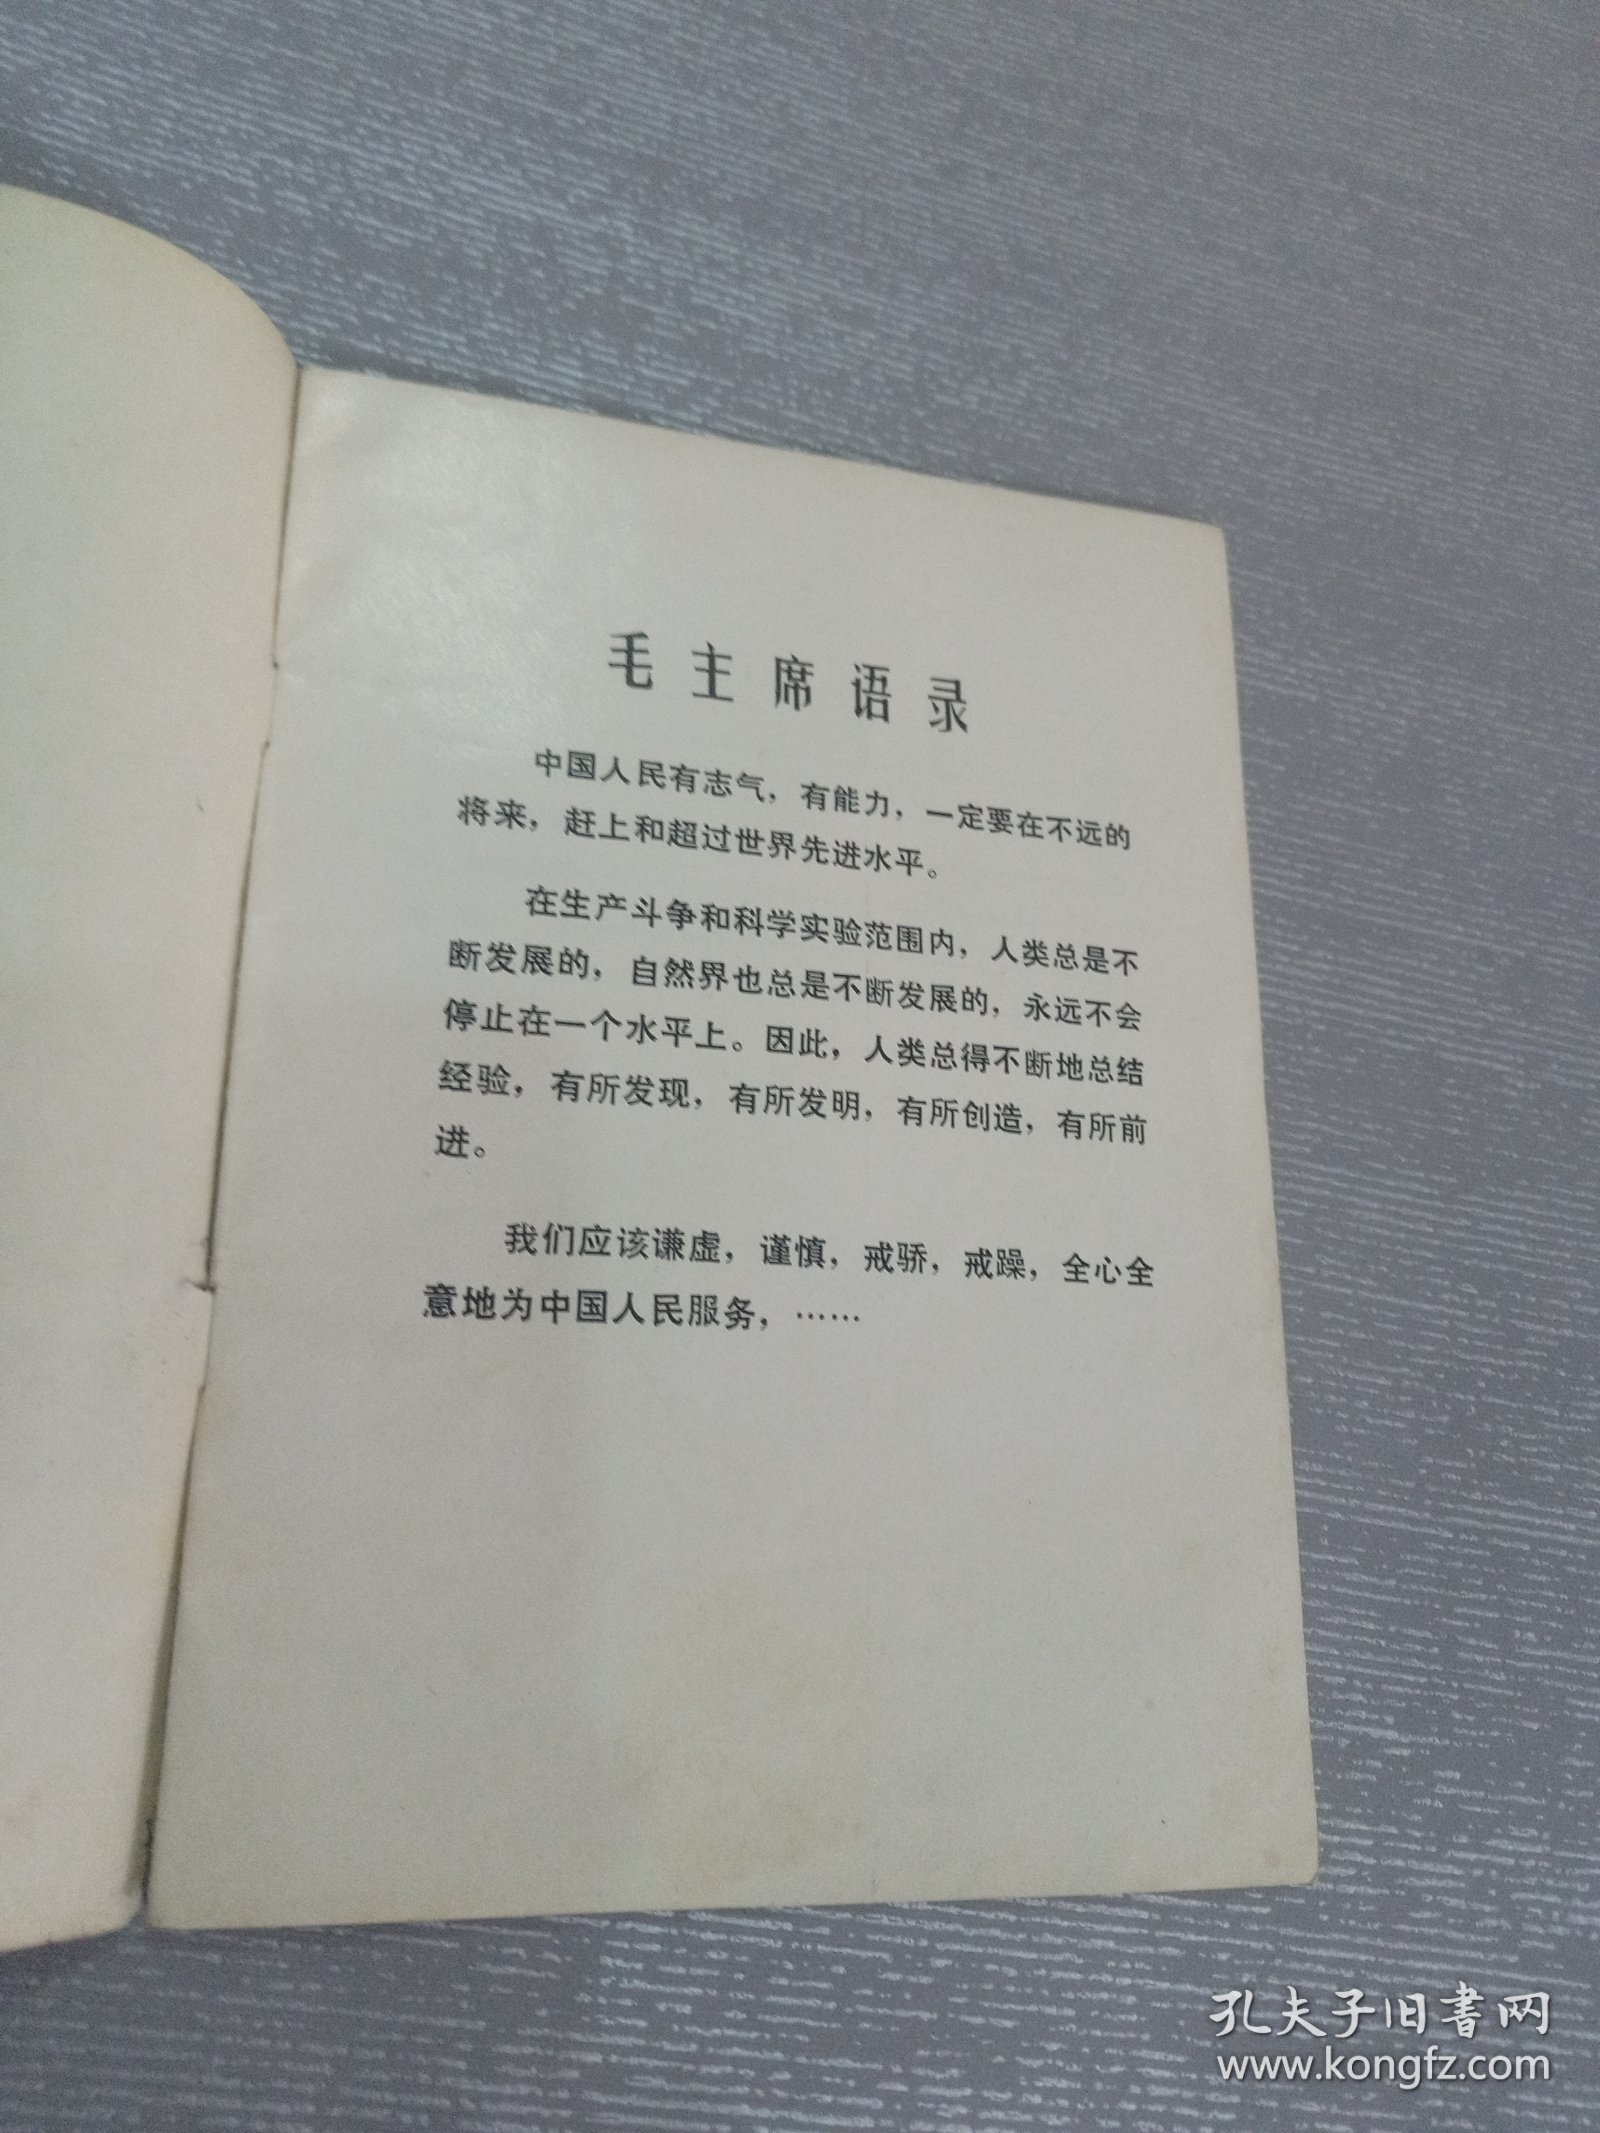 毛主席语录
中国人民有志气，有能力，一定要在不远的
将来，赶上和超过世界先进水平。
在生产斗争和科学实验范围内，人类总是不
断发展的，自然界也总是不断发展的，永远不会
停止在一个水平上。因此，人类总得不断地总结
经验，有所发现，有所发明，有所创造，有所前
进。
我们应该谦虚，谨慎，戒骄，戒躁，全心全
意地为中国人民服务，……
孔夫子旧书网
www.kongfz.com